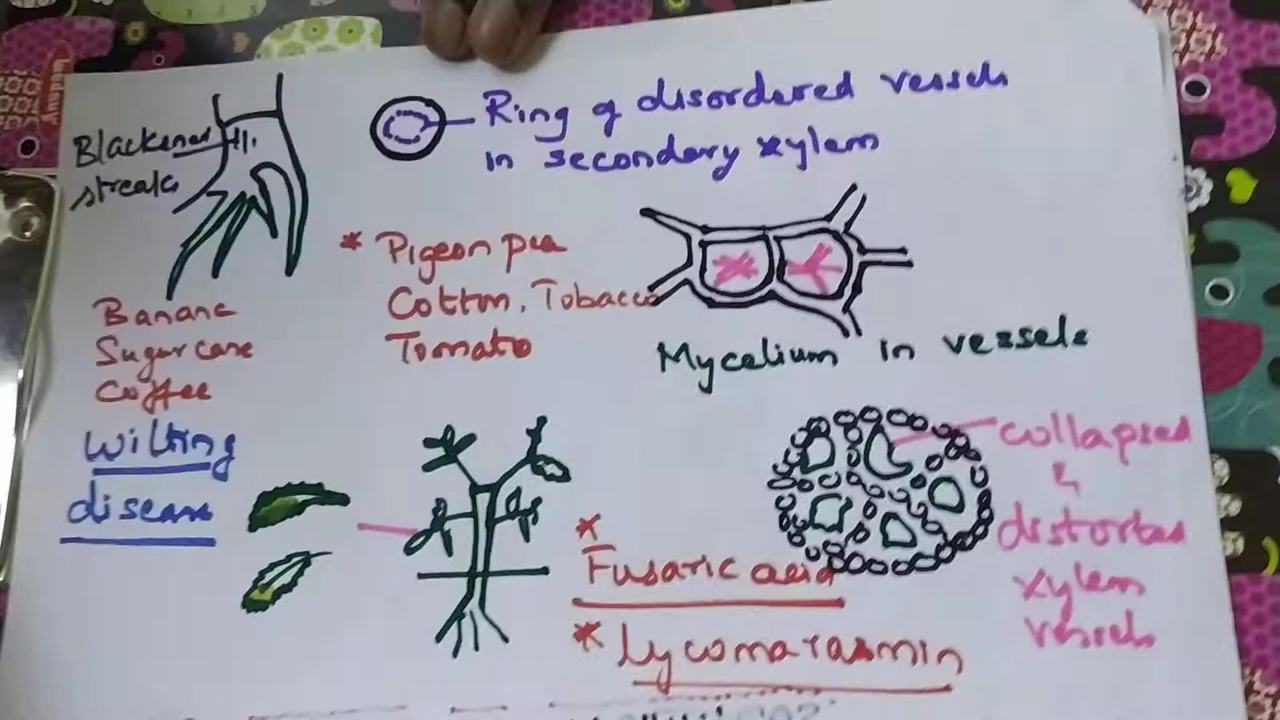 Blackened
streaks
Ring of disordered vessels
in secondary xylem
* Pigeon pea
Cotton, Tobacco
Tomato
Banana
Sugarcane
Coffee
Mycelium in vessels
Wilting
disease
collapsed
&
distorted
xylem
vessels
*
Fusaric acid
* Lycomarasmin